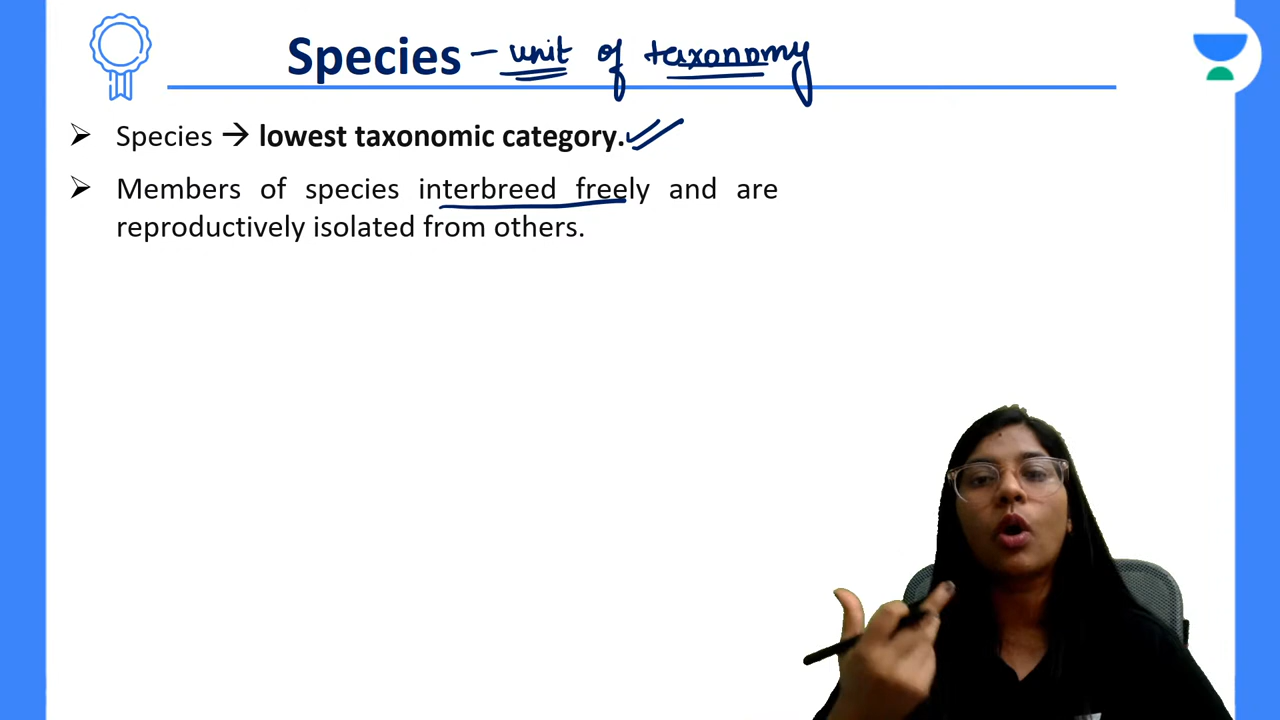 Species – unit of taxonomy
➢ Species → lowest taxonomic category.
➢ Members of species interbreed freely and are
reproductively isolated from others.